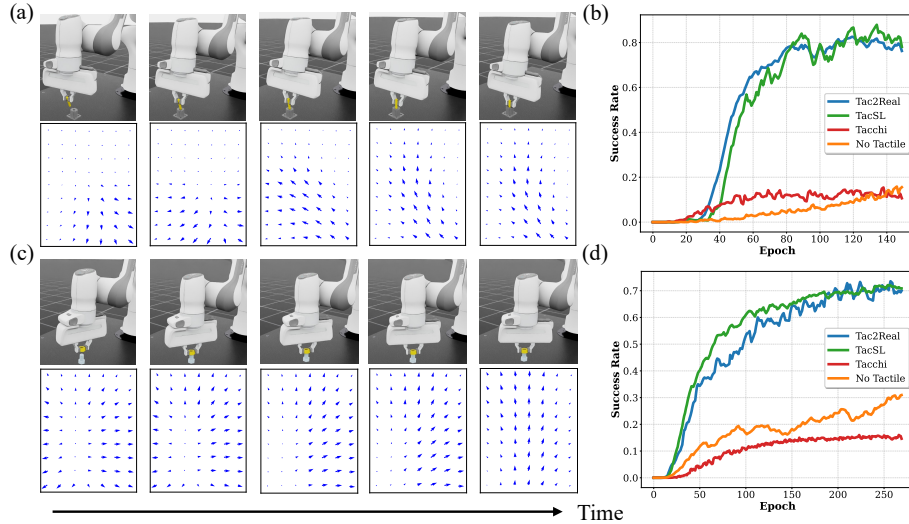 (a)
(b)
Success Rate
0.8
0.6
0.4
0.2
0.0
Tac2Real
TacSL
Tacchi
No Tactile
0 20 40 60 80 100 120 140
Epoch
(c)
(d)
Success Rate
0.7
0.6
0.5
0.4
0.3
0.2
0.1
0.0
Tac2Real
TacSL
Tacchi
No Tactile
0 50 100 150 200 250
Epoch
Time